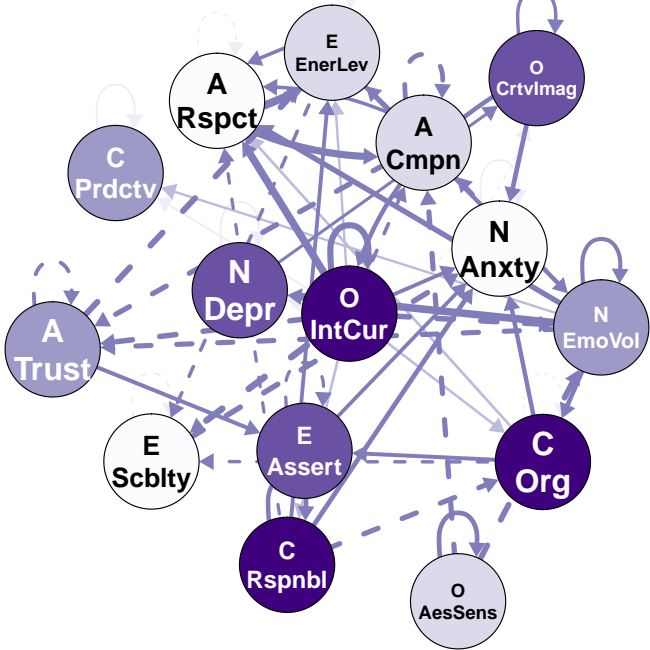 E
EnerLev
O
CrtvImag
A
Rspct
A
Cmpn
C
Prdctv
N
Anxty
N
Depr
O
IntCur
N
EmoVol
A
Trust
E
Scblty
E
Assert
C
Org
C
Rspnbl
O
AesSens